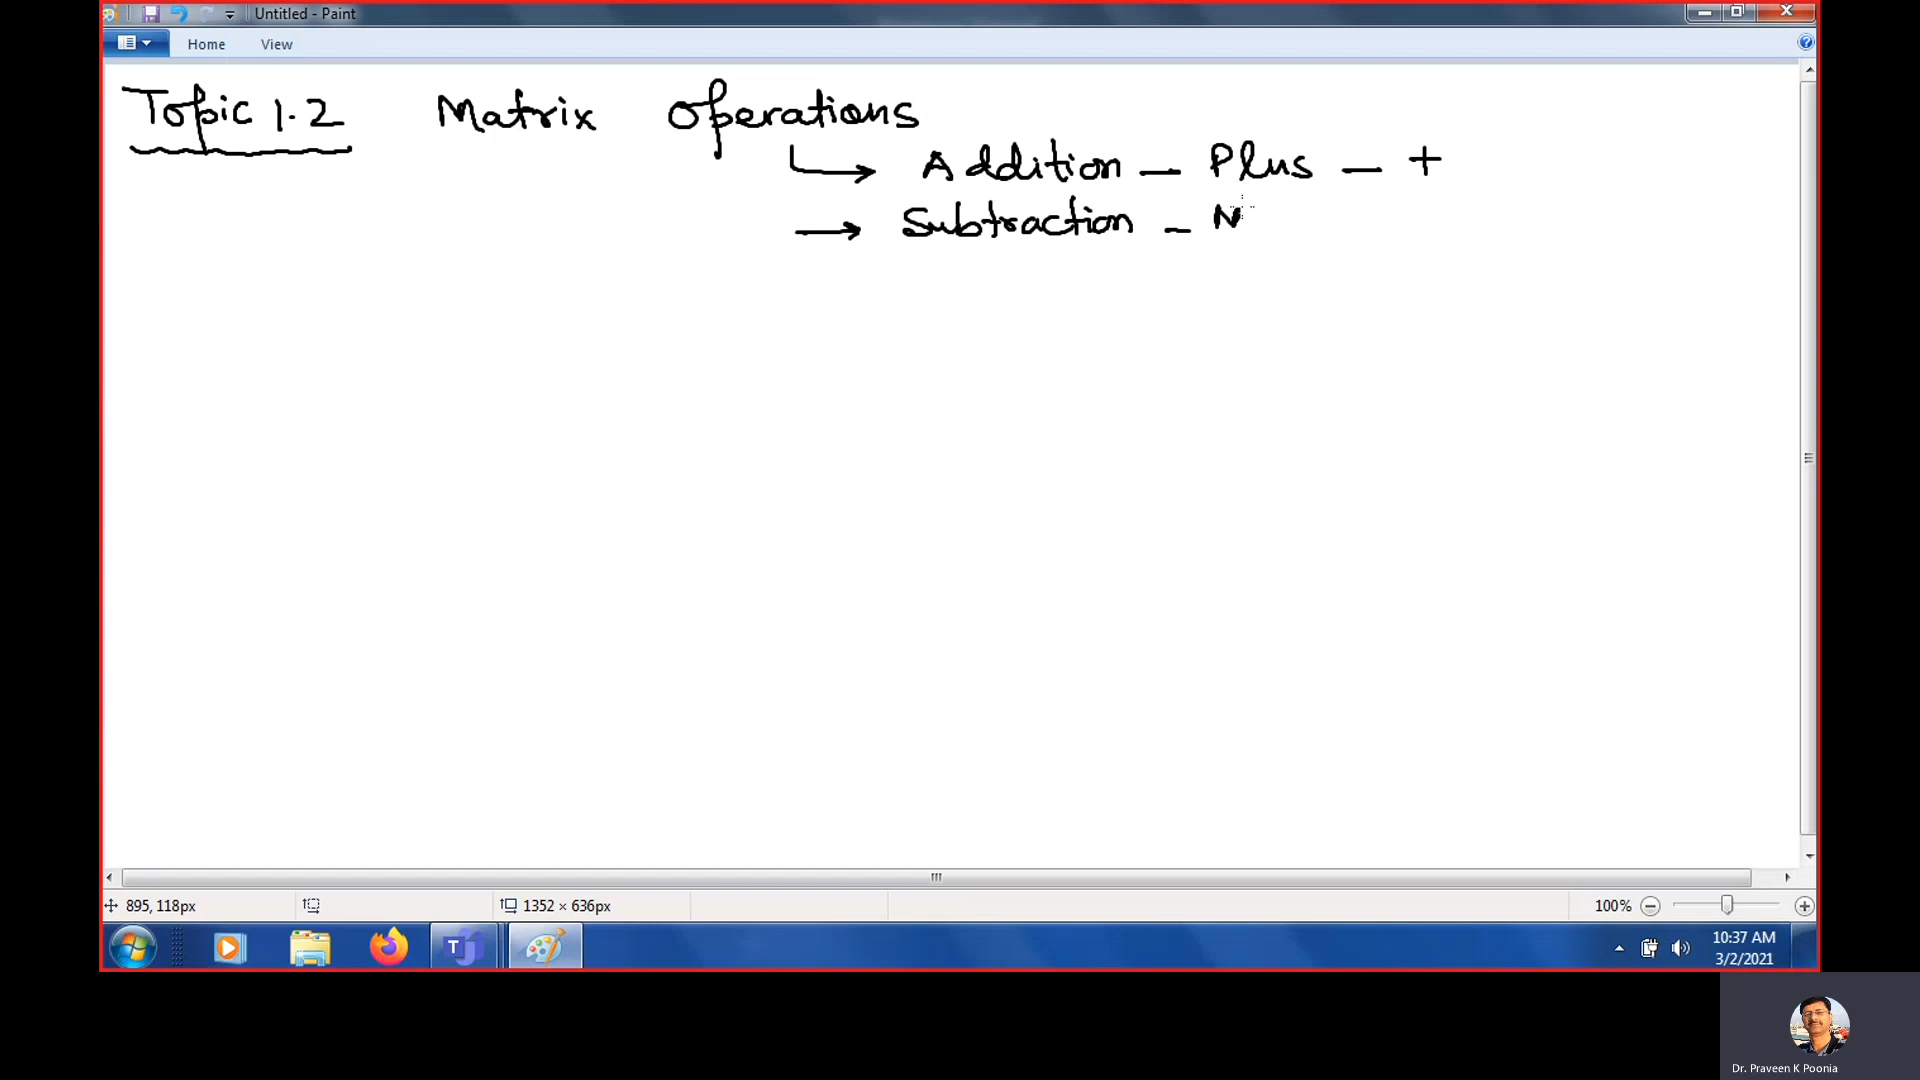 Untitled - Paint
Home View
Topic 1.2 Matrix Operations
Addition - Plus - +
Subtraction -
895, 118px
1352 × 636px
100%
10:37 AM
3/2/2021
Dr. Praveen K Poonia